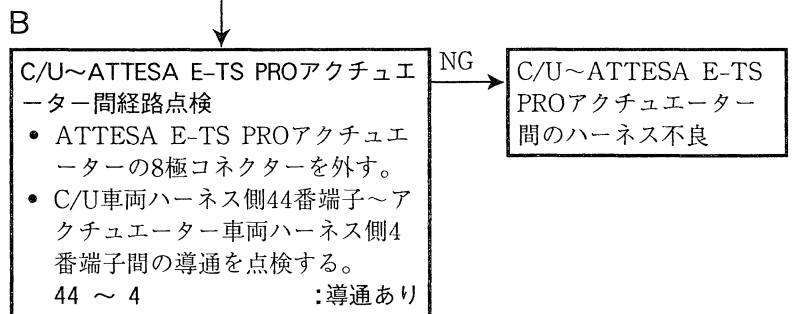 B
C/U～ATTESA E-TS PROアクチュエ
ーター間経路点検
• ATTESA E-TS PROアクチュエ
ーターの8極コネクターを外す。
• C/U車両ハーネス側44番端子～ア
クチュエーター車両ハーネス側4
番端子間の導通を点検する。
44 ～ 4 :導通あり
NG
C/U～ATTESA E-TS
PROアクチュエーター
間のハーネス不良